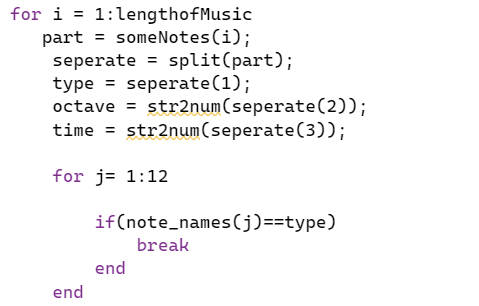 for i = 1:lengthofMusic
part = someNotes(i);
seperate = split(part);
type = seperate(1);
octave = str2num(seperate(2));
time = str2num(seperate(3));
for j= 1:12
if(note_names(j)==type)
break
end
end